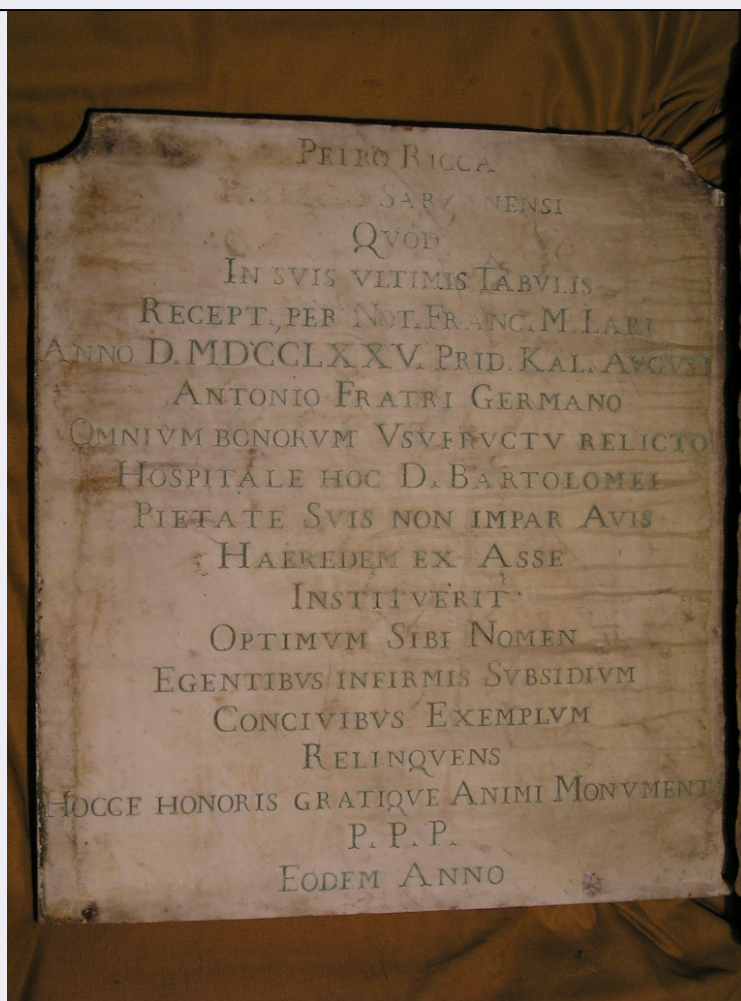 PETRO RICCA
SARZANENSI
QVOD
IN SVIS VLTIMIS TABVLIS
RECEPT. PER NOT. FRANC. M. LARI
ANNO D. MDCCLXXV. PRID. KAL. AVGVST
ANTONIO FRATRI GERMANO
OMNIVM BONORVM VSVFRVCTV RELICTO
HOSPITALE HOC D. BARTOLOMEI
PIETATE SVIS NON IMPAR AVIS
HAEREDEM EX ASSE
INSTITVERIT
OPTIMVM SIBI NOMEN
EGENTIBVS INFIRMIS SVBSIDIVM
CONCIVIBVS EXEMPLVM
RELINQVENS
HOCCE HONORIS GRATIQVE ANIMI MONVMENT
P. P. P.
EODEM ANNO